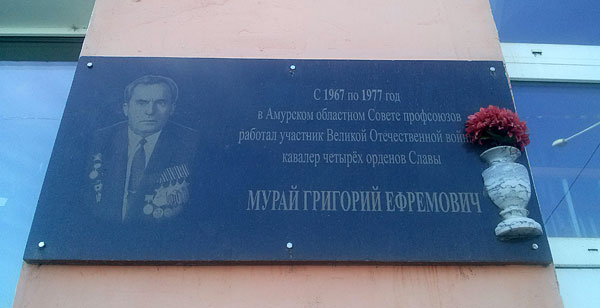 С 1967 по 1977 год
в Амурском областном Совете профсоюзов
работал участник Великой Отечественной войны
кавалер четырёх орденов Славы
МУРАЙ ГРИГОРИЙ ЕФРЕМОВИЧ